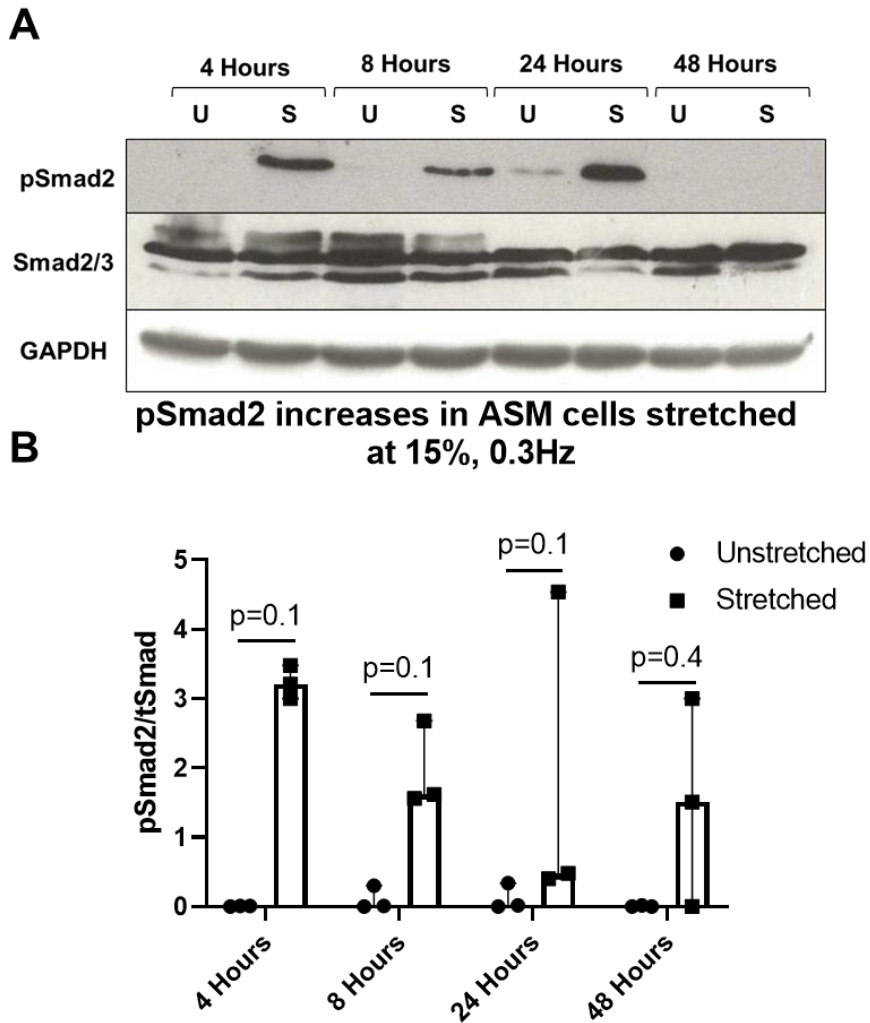 A
4 Hours 8 Hours 24 Hours 48 Hours
U S U S U S U S
pSmad2
Smad2/3
GAPDH
pSmad2 increases in ASM cells stretched
at 15%, 0.3Hz
B
pSmad2/tSmad
5
4
3
2
1
0
p=0.1
p=0.1
p=0.1
p=0.4
Unstretched
Stretched
4 Hours
8 Hours
24 Hours
48 Hours